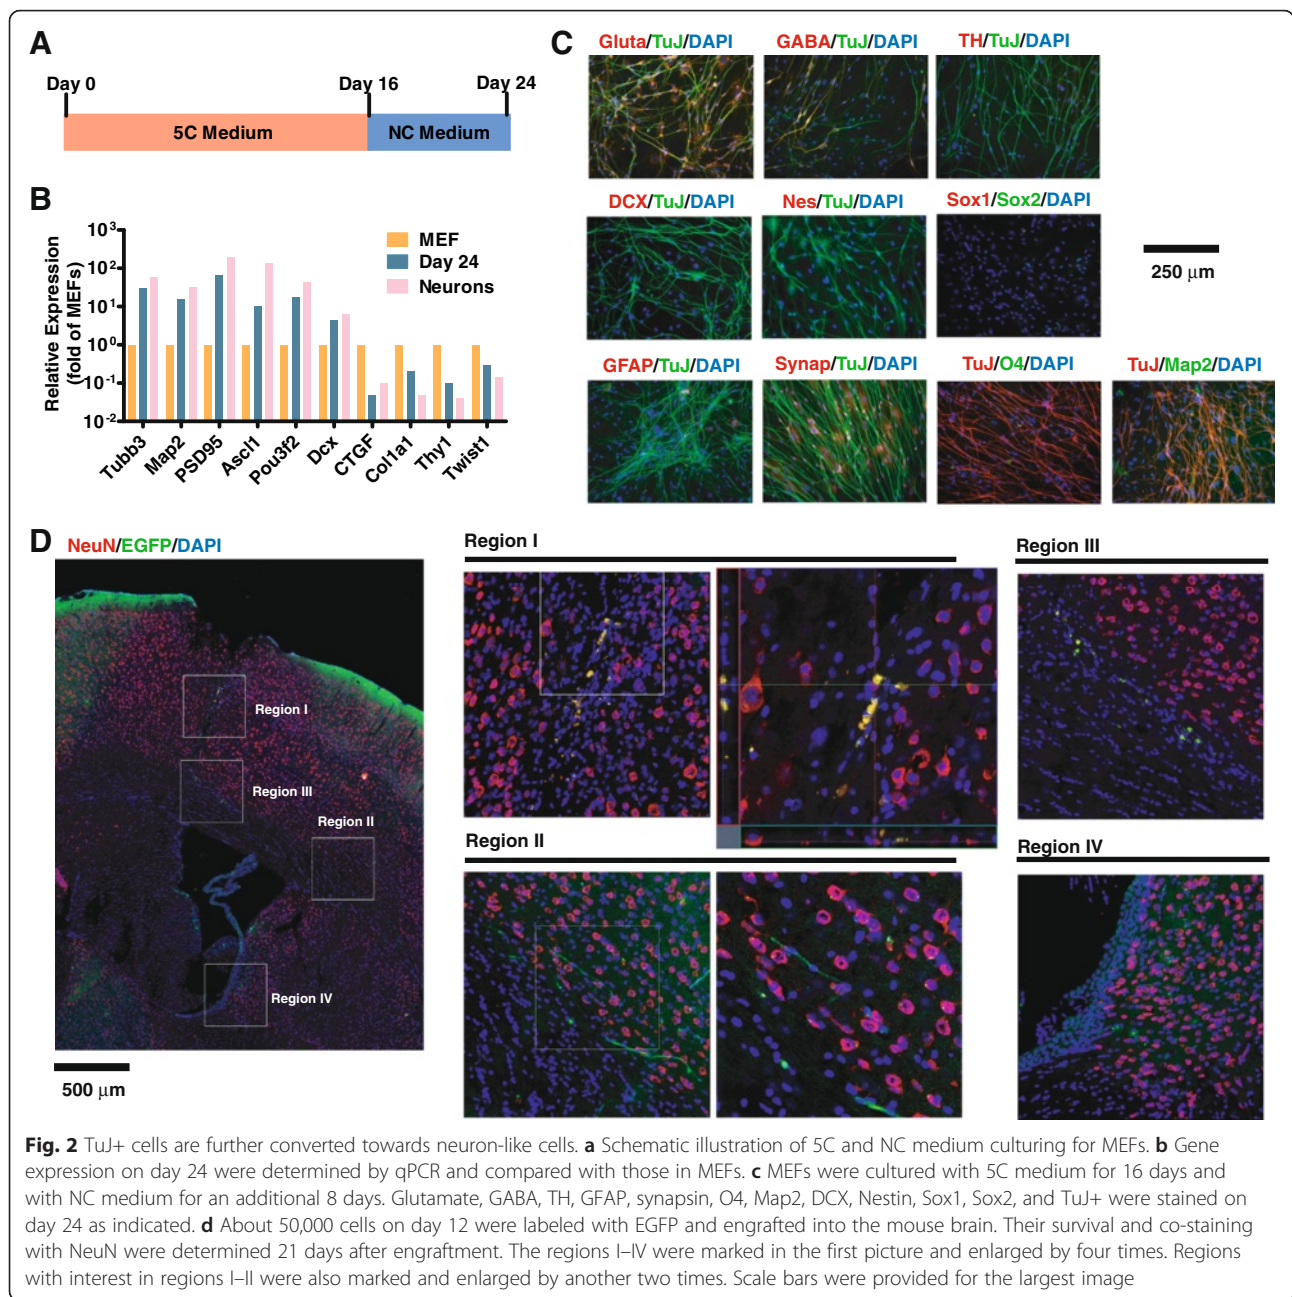 A
Day 0 Day 16 Day 24
5C Medium NC Medium
B
Relative Expression
(fold of MEFs)
10³
10²
10¹
10⁰
10⁻¹
10⁻²
MEF
Day 24
Neurons
Tubb3 Map2 PSD95 Ascl1 Pou3f2 Dcx CTGF Col1a1 Thy1 Twist1
C
Gluta/TuJ/DAPI GABA/TuJ/DAPI TH/TuJ/DAPI
DCX/TuJ/DAPI Nes/TuJ/DAPI Sox1/Sox2/DAPI
250 μm
GFAP/TuJ/DAPI Synap/TuJ/DAPI TuJ/O4/DAPI TuJ/Map2/DAPI
D
NeuN/EGFP/DAPI
Region I
Region III
Region II
Region IV
500 μm
Region I
Region III
Region II
Region IV
Fig. 2 TuJ+ cells are further converted towards neuron-like cells. a Schematic illustration of 5C and NC medium culturing for MEFs. b Gene
expression on day 24 were determined by qPCR and compared with those in MEFs. c MEFs were cultured with 5C medium for 16 days and
with NC medium for an additional 8 days. Glutamate, GABA, TH, GFAP, synapsin, O4, Map2, DCX, Nestin, Sox1, Sox2, and TuJ+ were stained on
day 24 as indicated. d About 50,000 cells on day 12 were labeled with EGFP and engrafted into the mouse brain. Their survival and co-staining
with NeuN were determined 21 days after engraftment. The regions I–IV were marked in the first picture and enlarged by four times. Regions
with interest in regions I–II were also marked and enlarged by another two times. Scale bars were provided for the largest image